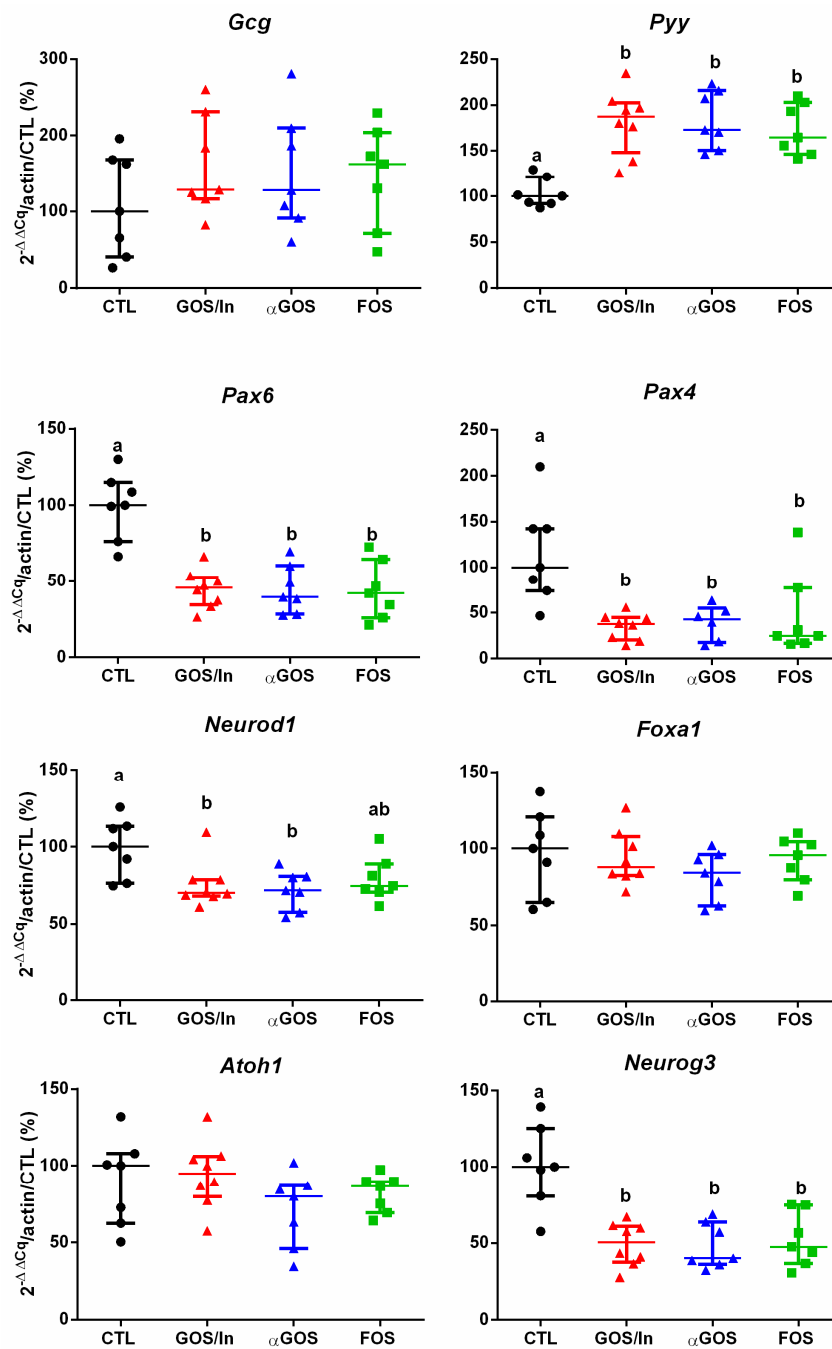 Gcg
2^-ΔΔCq/actin/CTL (%)
300
200
100
0
CTL GOS/In αGOS FOS
Pyy
250
200
150
100
50
0
a b b b
CTL GOS/In αGOS FOS
Pax6
2^-ΔΔCq/actin/CTL (%)
150
100
50
0
a b b b
CTL GOS/In αGOS FOS
Pax4
250
200
150
100
50
0
a b b b
CTL GOS/In αGOS FOS
Neurod1
2^-ΔΔCq/actin/CTL (%)
150
100
50
0
a b b ab
CTL GOS/In αGOS FOS
Foxa1
150
100
50
0
CTL GOS/In αGOS FOS
Atoh1
2^-ΔΔCq/actin/CTL (%)
150
100
50
0
CTL GOS/In αGOS FOS
Neurog3
150
100
50
0
a b b b
CTL GOS/In αGOS FOS